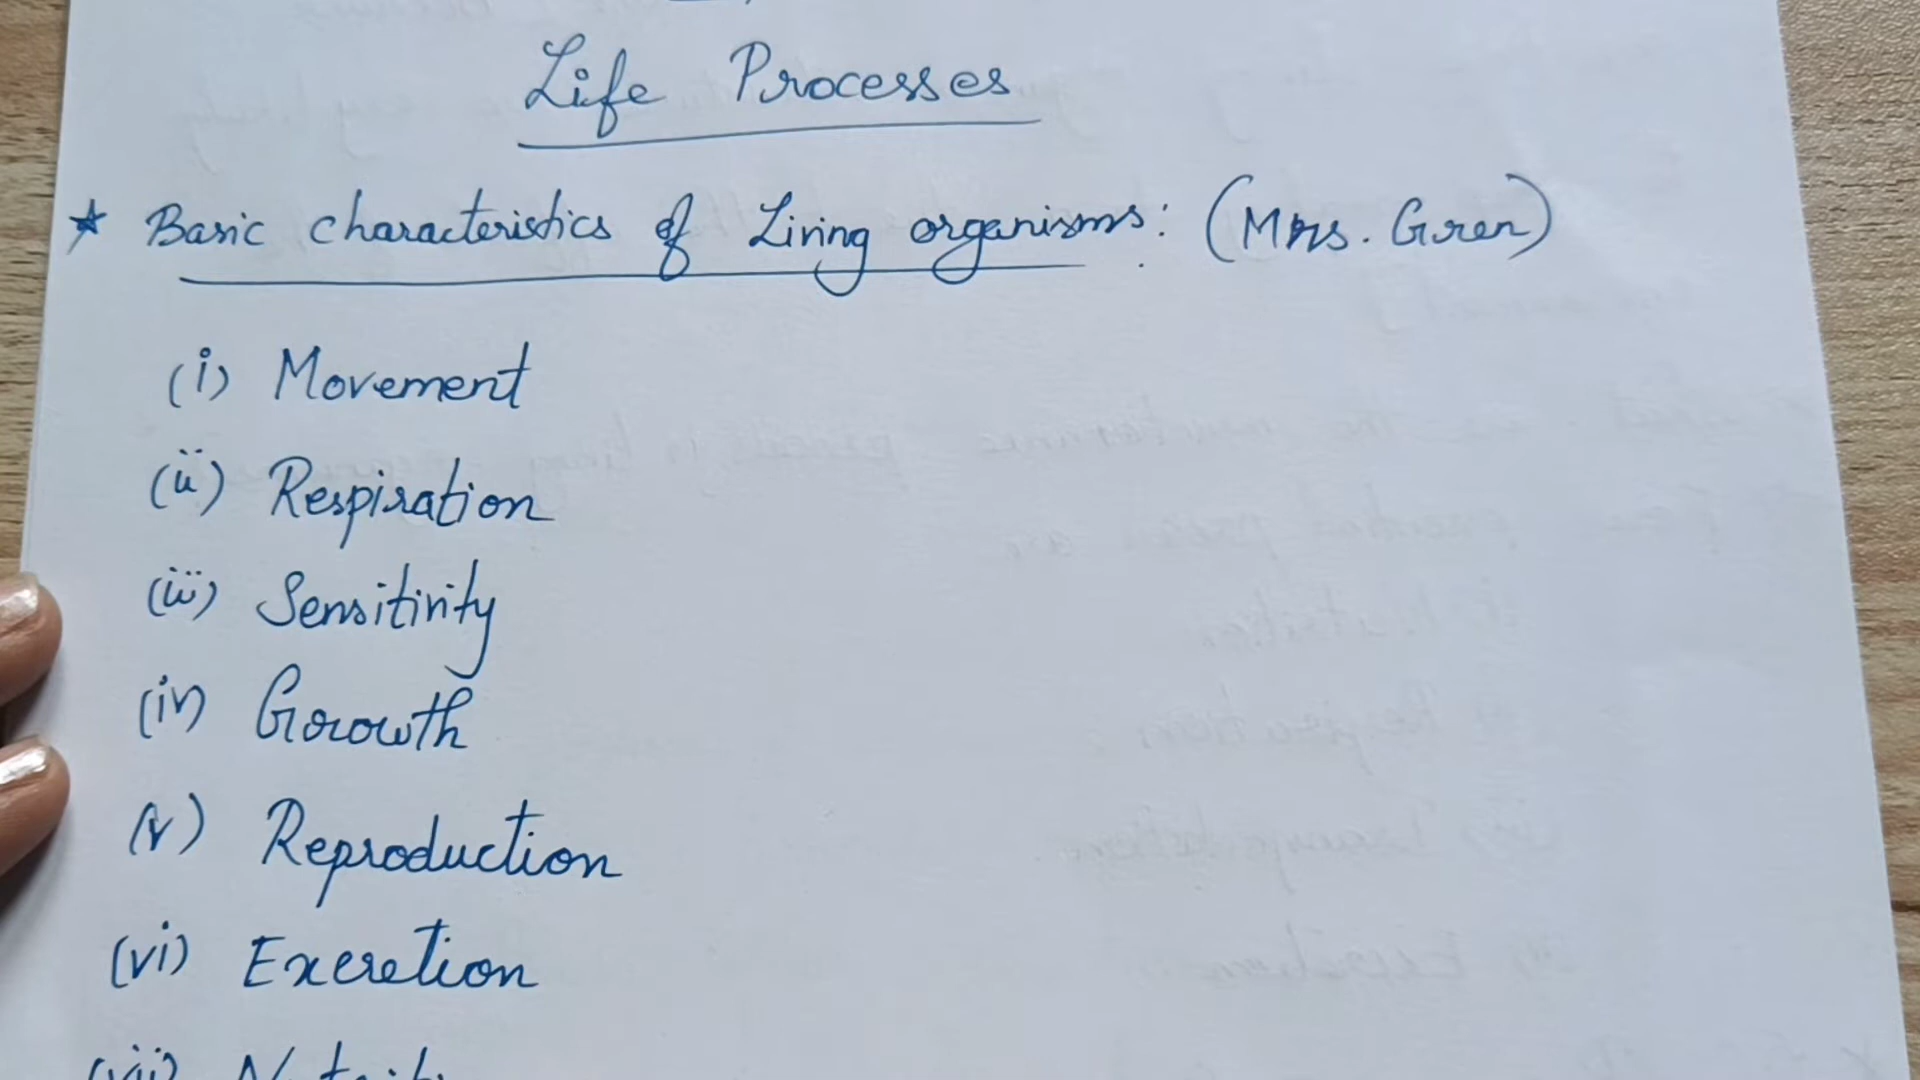 Life Processes
★ Basic characteristics of Living organisms: (Mrs. Gren)
(i) Movement
(ii) Respiration
(iii) Sensitivity
(iv) Growth
(v) Reproduction
(vi) Excretion
(vii)